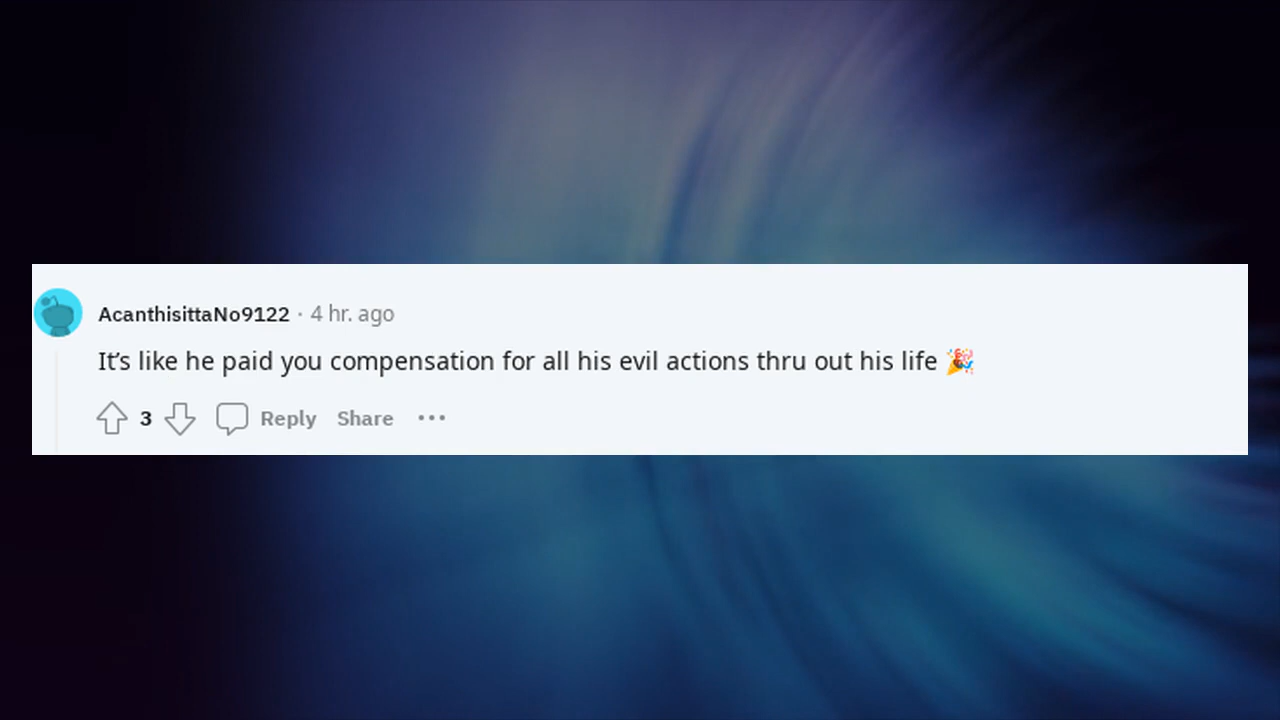 AcanthisittaNo9122 · 4 hr. ago
It’s like he paid you compensation for all his evil actions thru out his life 🎉
3 Reply Share ···